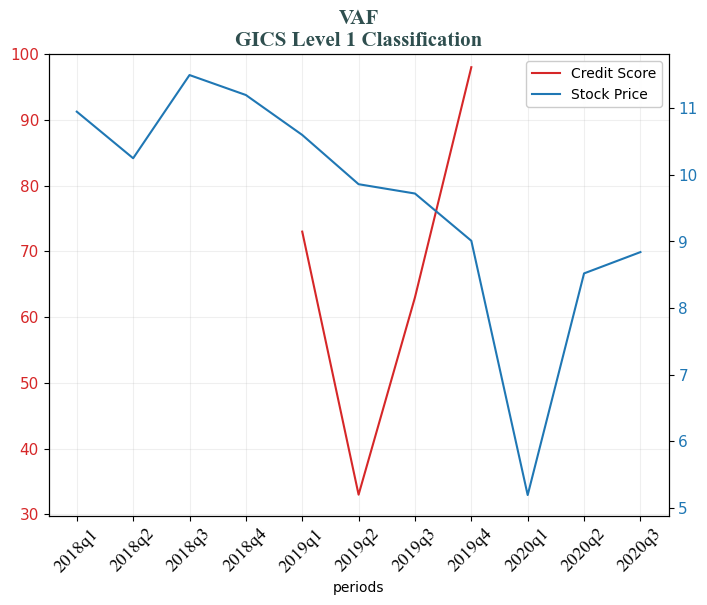 VAF
GICS Level 1 Classification
Credit Score
Stock Price
100
90
80
70
60
50
40
30
11
10
9
8
7
6
5
2018q1
2018q2
2018q3
2018q4
2019q1
2019q2
2019q3
2019q4
2020q1
2020q2
2020q3
periods